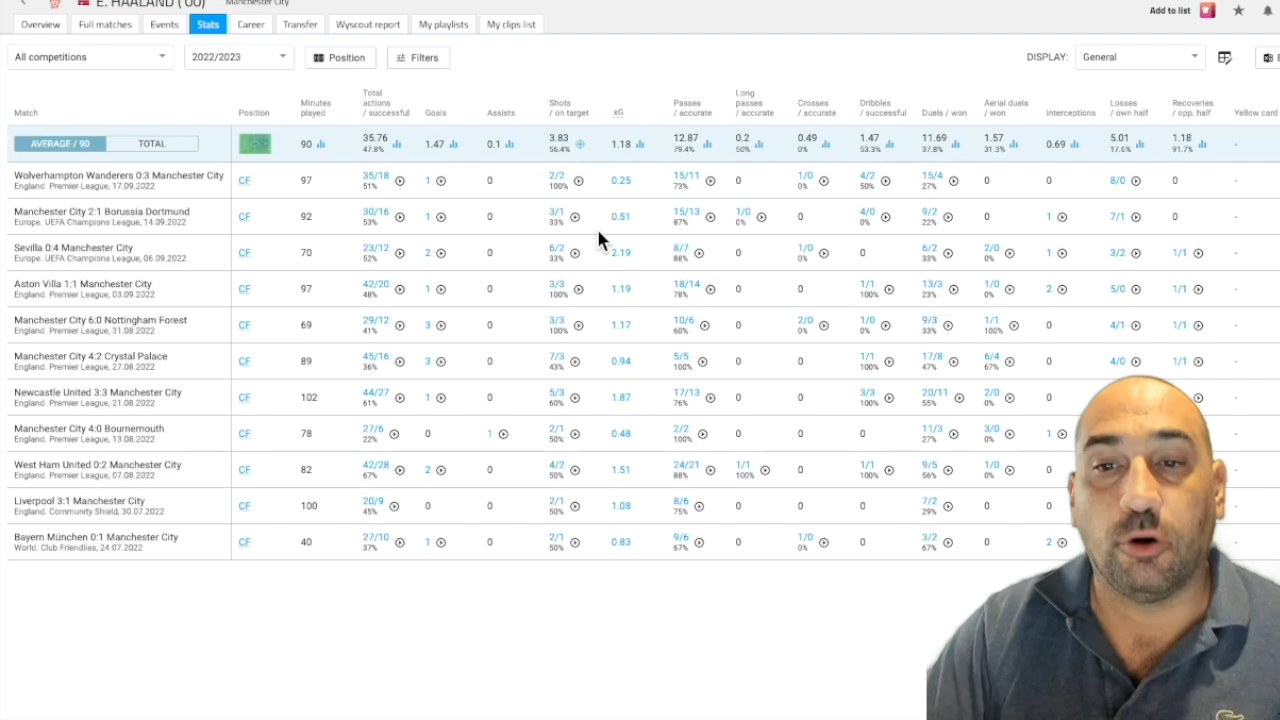 E. HAALAND ('00) Manchester City
Add to list
Overview Full matches Events Stats Career Transfer Wyscout report My playlists My clips list
All competitions 2022/2023 Position Filters DISPLAY: General
Match Position Minutes played Total actions / successful Goals Assists Shots / on target xG Passes / accurate Long passes / accurate Crosses / accurate Dribbles / successful Duels / won Aerial duels / won Interceptions Losses / own half Recoveries / opp. half Yellow card
AVERAGE / 90 TOTAL 90 35.76 1.47 0.1 3.83 1.18 12.87 0.2 0.49 1.47 11.69 1.57 0.69 5.01 1.18 -
47.8% 56.4% 79.4% 50% 0% 53.3% 37.8% 31.3% 17.6% 91.7%
Wolverhampton Wanderers 0:3 Manchester City CF 97 35/18 1 0 2/2 0.25 15/11 0 1/0 4/2 15/4 0 0 8/0 0 -
England. Premier League, 17.09.2022 51% 100% 73% 0% 50% 27%
Manchester City 2:1 Borussia Dortmund CF 92 30/16 1 0 3/1 0.51 15/13 1/0 0 4/0 9/2 0 1 7/1 0 -
Europe. UEFA Champions League, 14.09.2022 53% 33% 87% 0% 0% 22%
Sevilla 0:4 Manchester City CF 70 23/12 2 0 6/2 2.19 8/7 0 1/0 0 6/2 2/0 1 3/2 1/1 -
Europe. UEFA Champions League, 06.09.2022 52% 33% 88% 0% 33% 0%
Aston Villa 1:1 Manchester City CF 97 42/20 1 0 3/3 1.19 18/14 0 0 1/1 13/3 1/0 2 5/0 1/1 -
England. Premier League, 03.09.2022 48% 100% 78% 100% 23% 0%
Manchester City 6:0 Nottingham Forest CF 69 29/12 3 0 3/3 1.17 10/6 0 2/0 1/0 9/3 1/1 0 4/1 1/1 -
England. Premier League, 31.08.2022 41% 100% 60% 0% 0% 33% 100%
Manchester City 4:2 Crystal Palace CF 89 45/16 3 0 7/3 0.94 5/5 0 0 1/1 17/8 6/4 0 4/0 1/1 -
England. Premier League, 27.08.2022 36% 43% 100% 100% 47% 67%
Newcastle United 3:3 Manchester City CF 102 44/27 1 0 5/3 1.87 17/13 0 0 3/3 20/11 2/0 0 -
England. Premier League, 21.08.2022 61% 60% 76% 100% 55% 0%
Manchester City 4:0 Bournemouth CF 78 27/6 0 1 2/1 0.48 2/2 0 0 0 11/3 3/0 1 -
England. Premier League, 13.08.2022 22% 50% 100% 27% 0%
West Ham United 0:2 Manchester City CF 82 42/28 2 0 4/2 1.51 24/21 1/1 0 1/1 9/5 1/0 0 -
England. Premier League, 07.08.2022 67% 50% 88% 100% 100% 56% 0%
Liverpool 3:1 Manchester City CF 100 20/9 0 0 2/1 1.08 8/6 0 0 0 7/2 0 0
England. Community Shield, 30.07.2022 45% 50% 75% 29%
Bayern München 0:1 Manchester City CF 40 27/10 1 0 2/1 0.83 9/6 0 1/0 0 3/2 0 2
World. Club Friendlies, 24.07.2022 37% 50% 67% 0% 67%